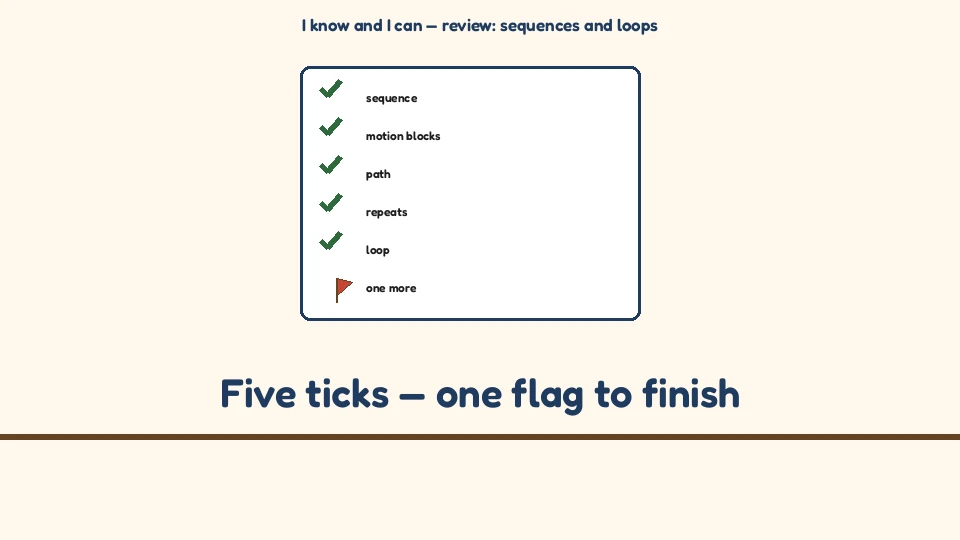 I know and I can — review: sequences and loops
sequence
motion blocks
path
repeats
loop
one more
Five ticks — one flag to finish